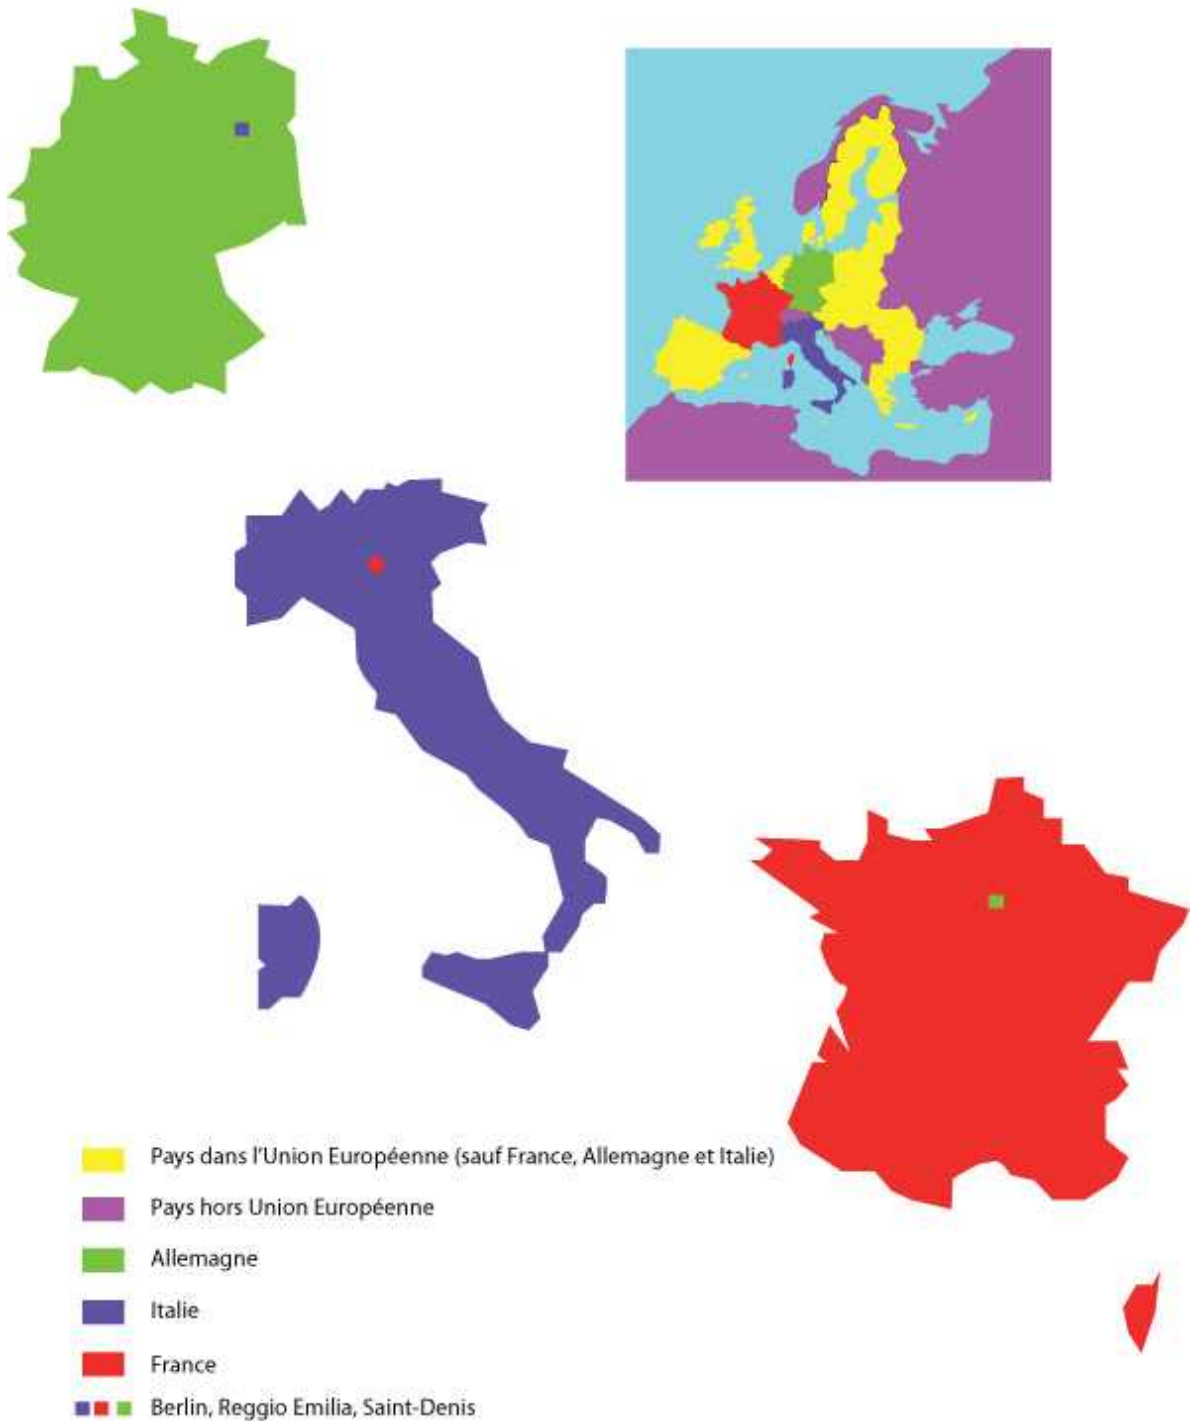 Pays dans l'Union Européenne (sauf France, Allemagne et Italie)
Pays hors Union Européenne
Allemagne
Italie
France
Berlin, Reggio Emilia, Saint-Denis